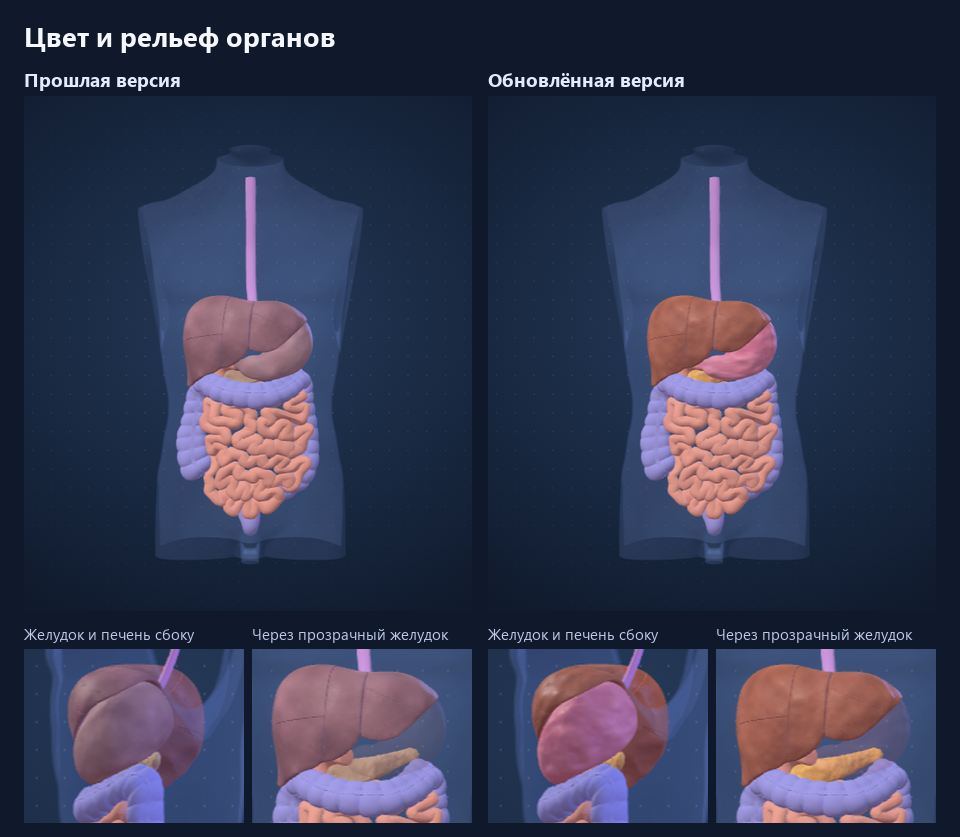 Цвет и рельеф органов
Прошлая версия
Обновлённая версия
Желудок и печень сбоку
Через прозрачный желудок
Желудок и печень сбоку
Через прозрачный желудок